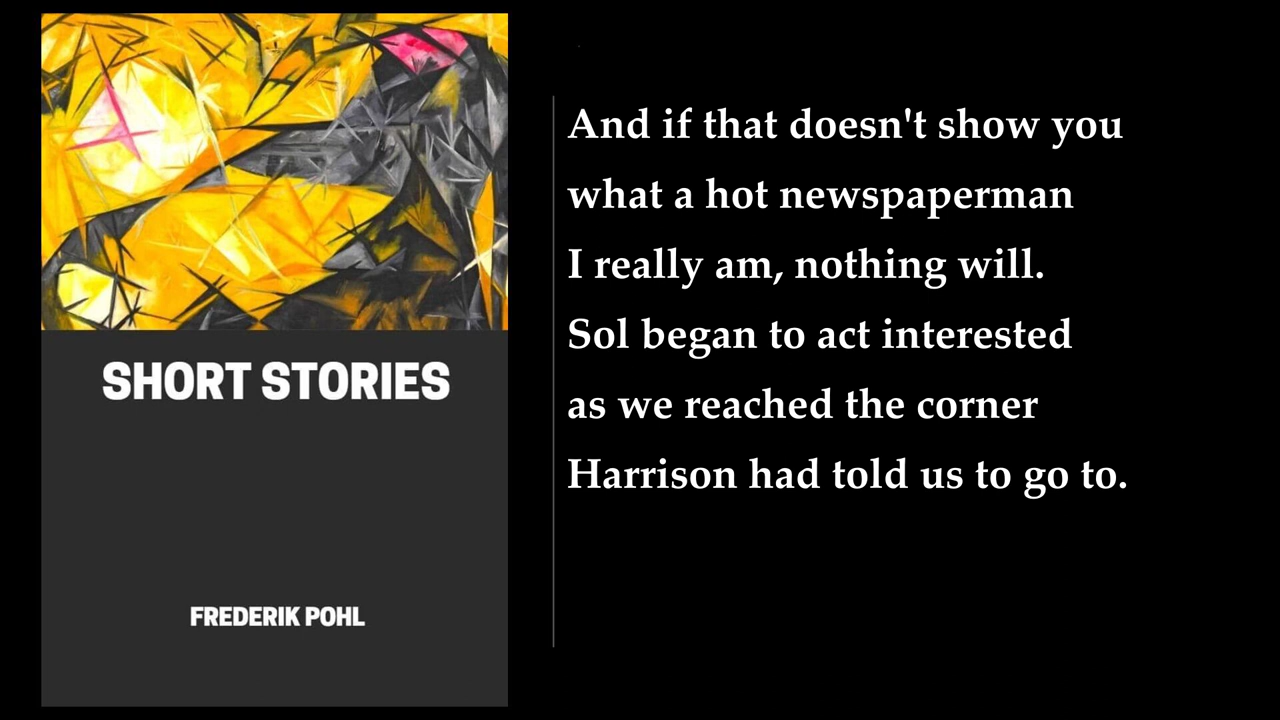 SHORT STORIES
FREDERIK POHL
And if that doesn't show you
what a hot newspaperman
I really am, nothing will.
Sol began to act interested
as we reached the corner
Harrison had told us to go to.